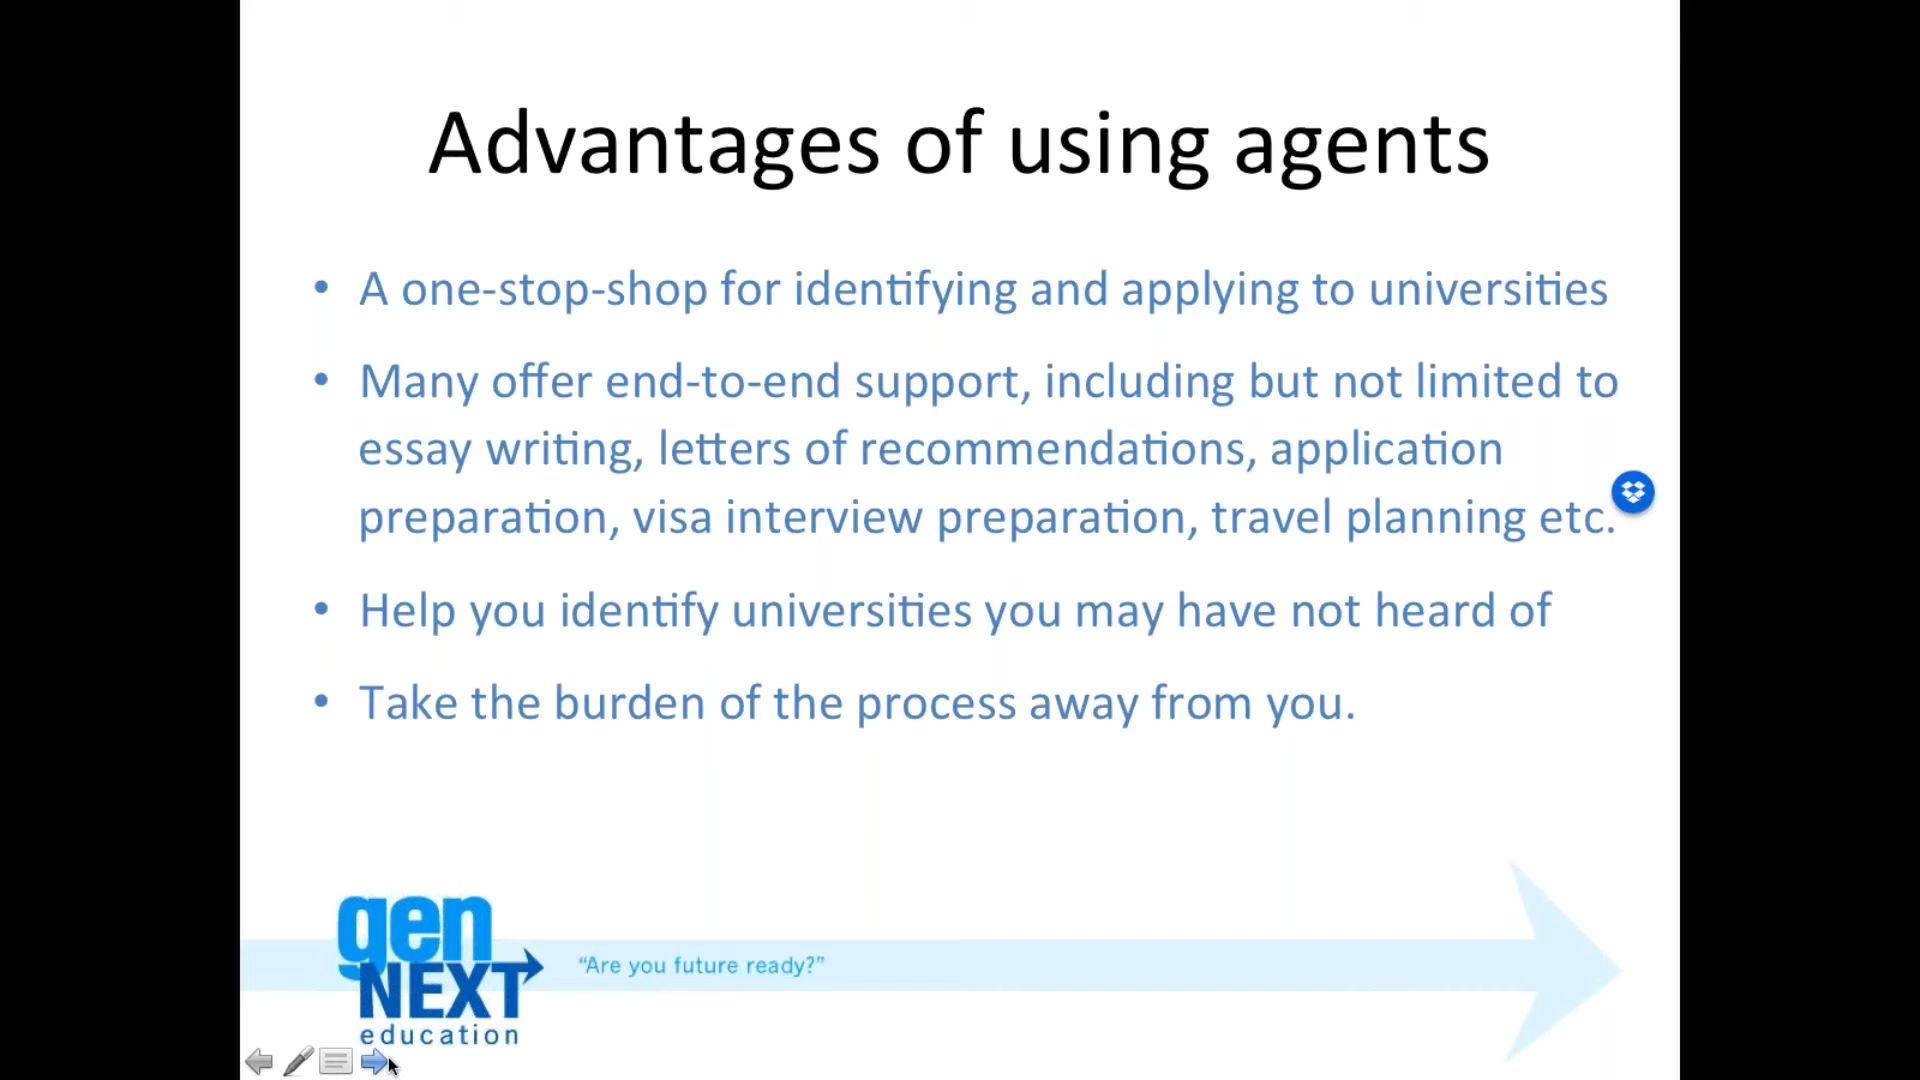 Advantages of using agents
• A one-stop-shop for identifying and applying to universities
• Many offer end-to-end support, including but not limited to
essay writing, letters of recommendations, application
preparation, visa interview preparation, travel planning etc.
• Help you identify universities you may have not heard of
• Take the burden of the process away from you.
gen
NEXT
education
“Are you future ready?”